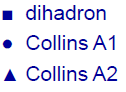 ■ dihadron
● Collins A1
▲ Collins A2